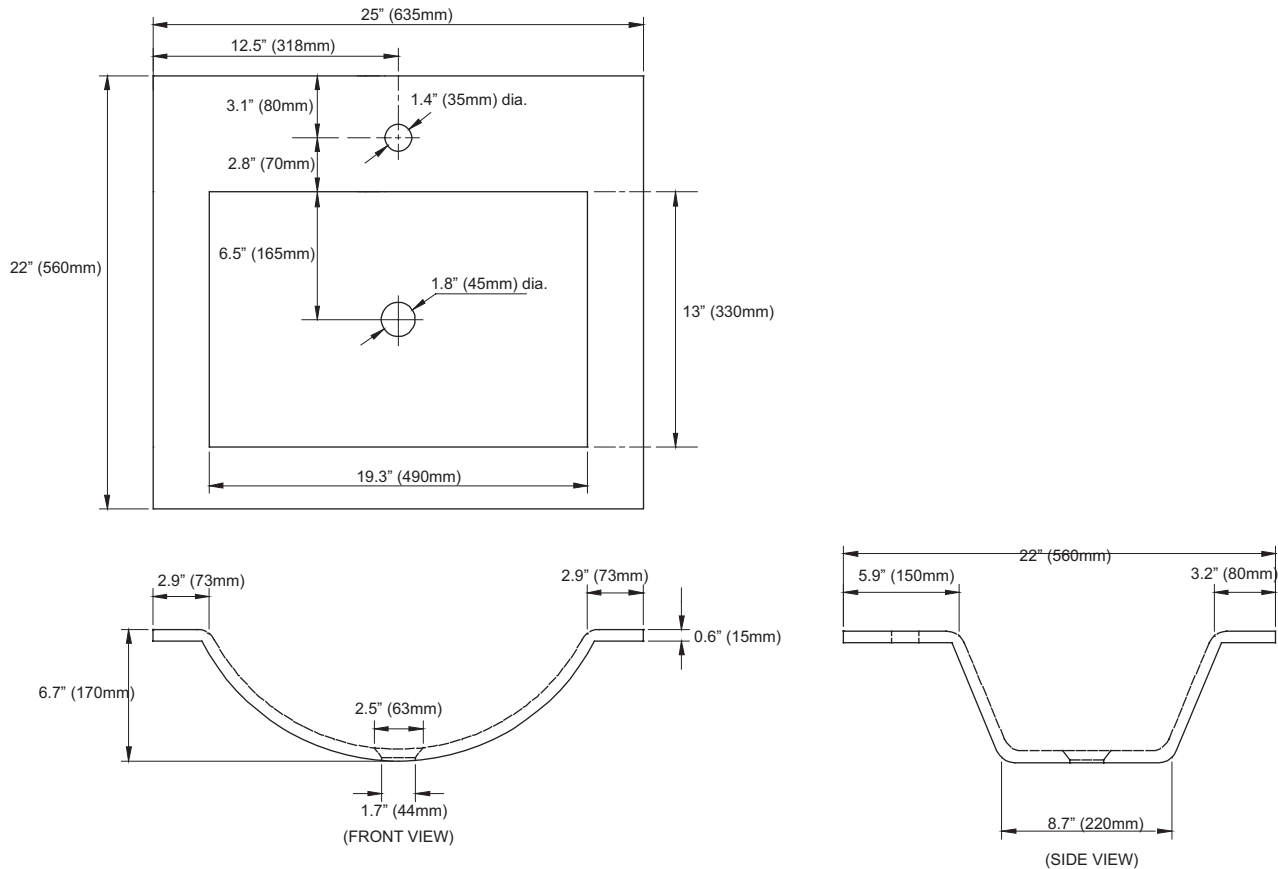 25” (635mm)
12.5” (318mm)
3.1” (80mm)
1.4” (35mm) dia.
2.8” (70mm)
6.5” (165mm)
22” (560mm)
1.8” (45mm) dia.
13” (330mm)
19.3” (490mm)
2.9” (73mm)
2.9” (73mm)
0.6” (15mm)
6.7” (170mm)
2.5” (63mm)
1.7” (44mm)
(FRONT VIEW)
22” (560mm)
5.9” (150mm)
3.2” (80mm)
8.7” (220mm)
(SIDE VIEW)